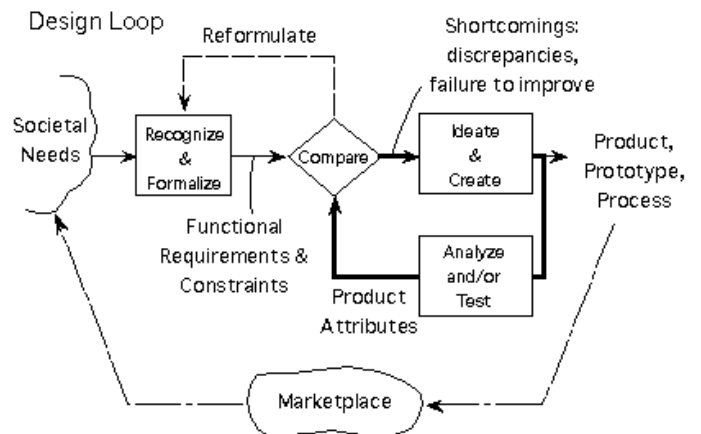 Design Loop
Reformulate
Shortcomings:
discrepancies,
failure to improve
Societal
Needs
Recognize
&
Formalize
Compare
Ideate
&
Create
Product,
Prototype,
Process
Functional
Requirements &
Constraints
Analyze
and/or
Test
Product
Attributes
Marketplace